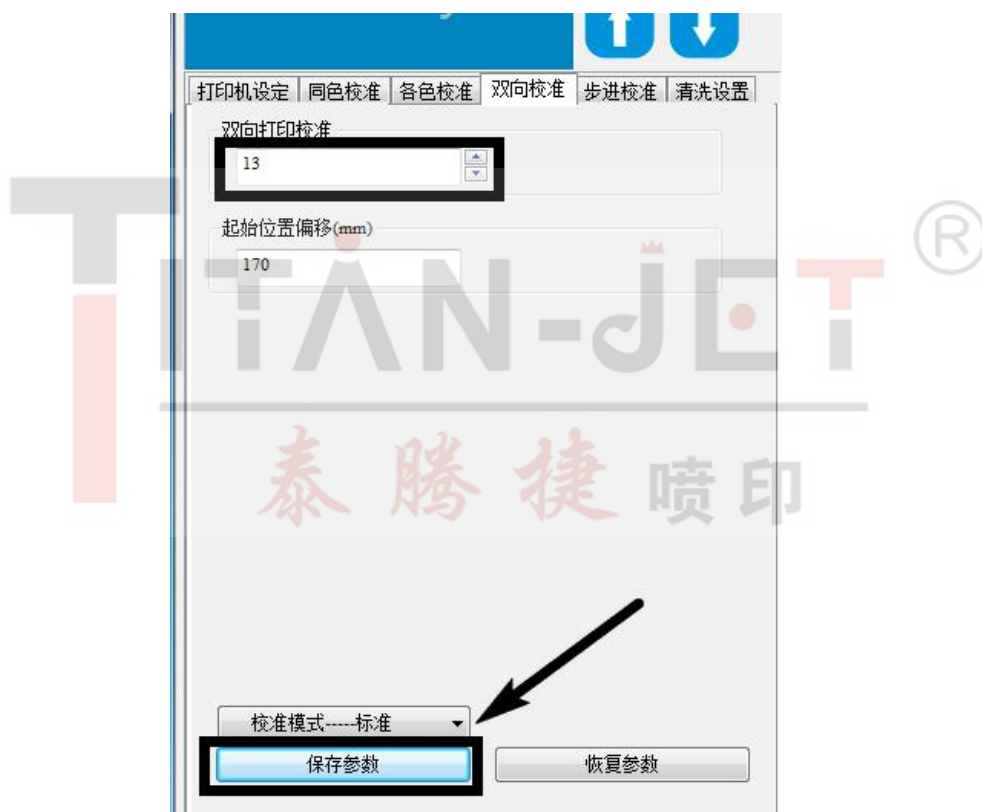 打印机设定 同色校准 各色校准 双向校准 步进校准 清洗设置
双向打印校准
13
起始位置偏移(mm)
170
TITAN-JET ®
泰腾捷喷印
校准模式-----标准
保存参数 恢复参数